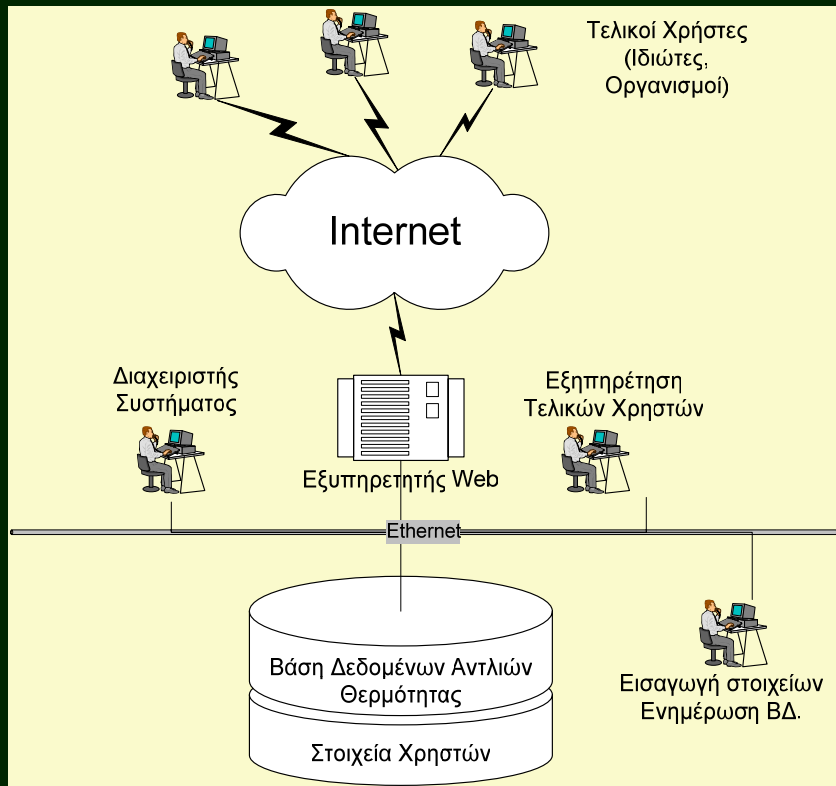 Τελικοί Χρήστες
(Ιδιώτες,
Οργανισμοί)
Internet
Διαχειριστής
Συστήματος
Εξηπηρέτηση
Τελικών Χρηστών
Εξυπηρετητής Web
Ethernet
Βάση Δεδομένων Αντλιών
Θερμότητας
Στοιχεία Χρηστών
Εισαγωγή στοιχείων
Ενημέρωση ΒΔ.